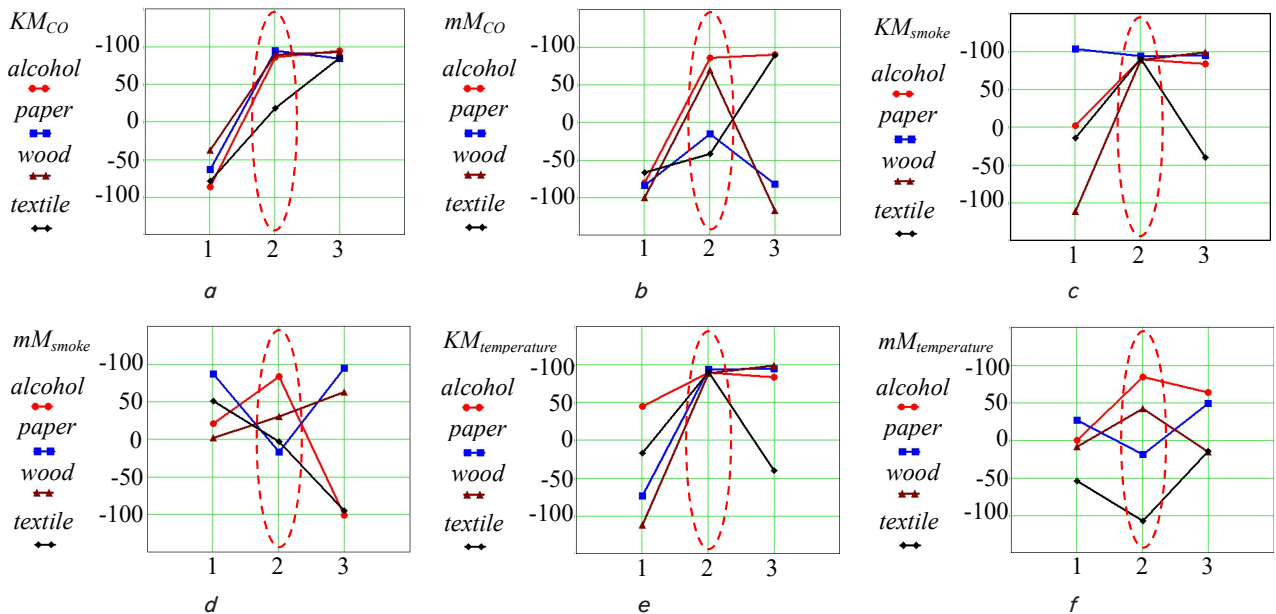 KM_CO
-100
alcohol
50
paper
0
wood
-50
textile
-100
1 2 3
a
mM_CO
-100
alcohol
50
paper
0
wood
-50
textile
-100
1 2 3
b
KM_smoke
-100
alcohol
50
paper
0
wood
-50
textile
-100
1 2 3
c
mM_smoke
-100
alcohol
50
paper
0
wood
-50
textile
-100
1 2 3
d
KM_temperature
-100
alcohol
50
paper
0
wood
-50
textile
-100
1 2 3
e
mM_temperature
-100
alcohol
50
paper
0
wood
-50
textile
-100
1 2 3
f